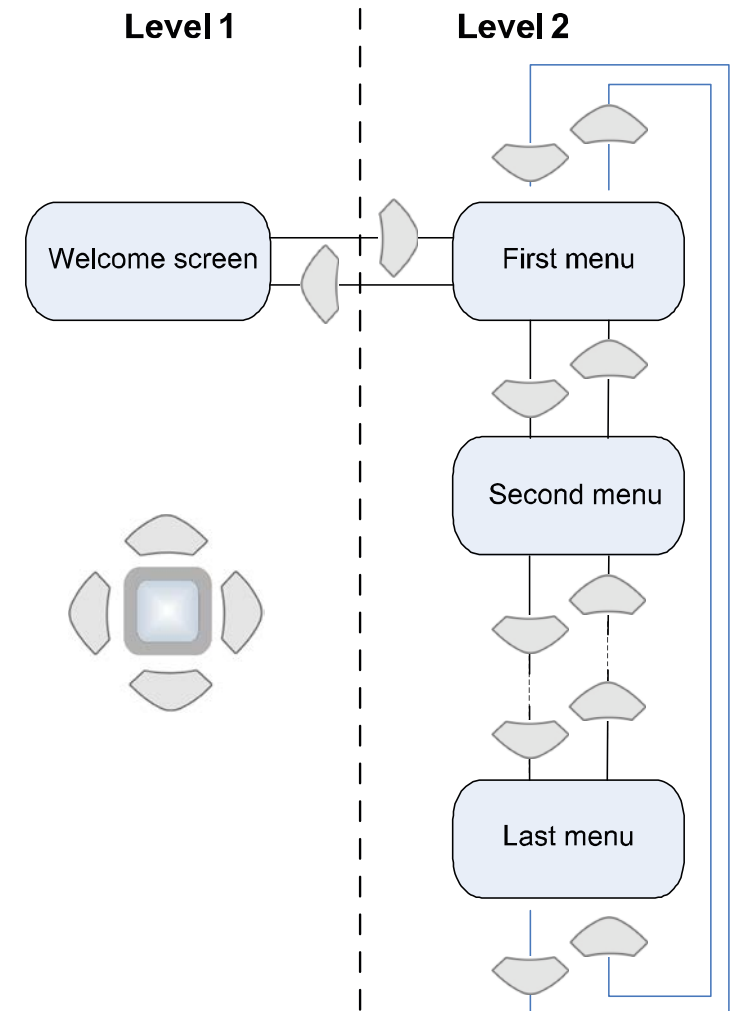 Level 1
Level 2
Welcome screen
First menu
Second menu
Last menu